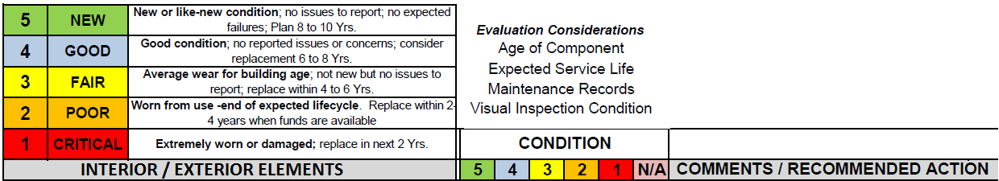 5 NEW New or like-new condition; no issues to report; no expected
failures; Plan 8 to 10 Yrs.
4 GOOD Good condition; no reported issues or concerns; consider
replacement 6 to 8 Yrs.
3 FAIR Average wear for building age; not new but no issues to
report; replace within 4 to 6 Yrs.
2 POOR Worn from use -end of expected lifecycle. Replace within 2-
4 years when funds are available
1 CRITICAL Extremely worn or damaged; replace in next 2 Yrs.
Evaluation Considerations
Age of Component
Expected Service Life
Maintenance Records
Visual Inspection Condition
CONDITION
INTERIOR / EXTERIOR ELEMENTS 5 4 3 2 1 N/A COMMENTS / RECOMMENDED ACTION